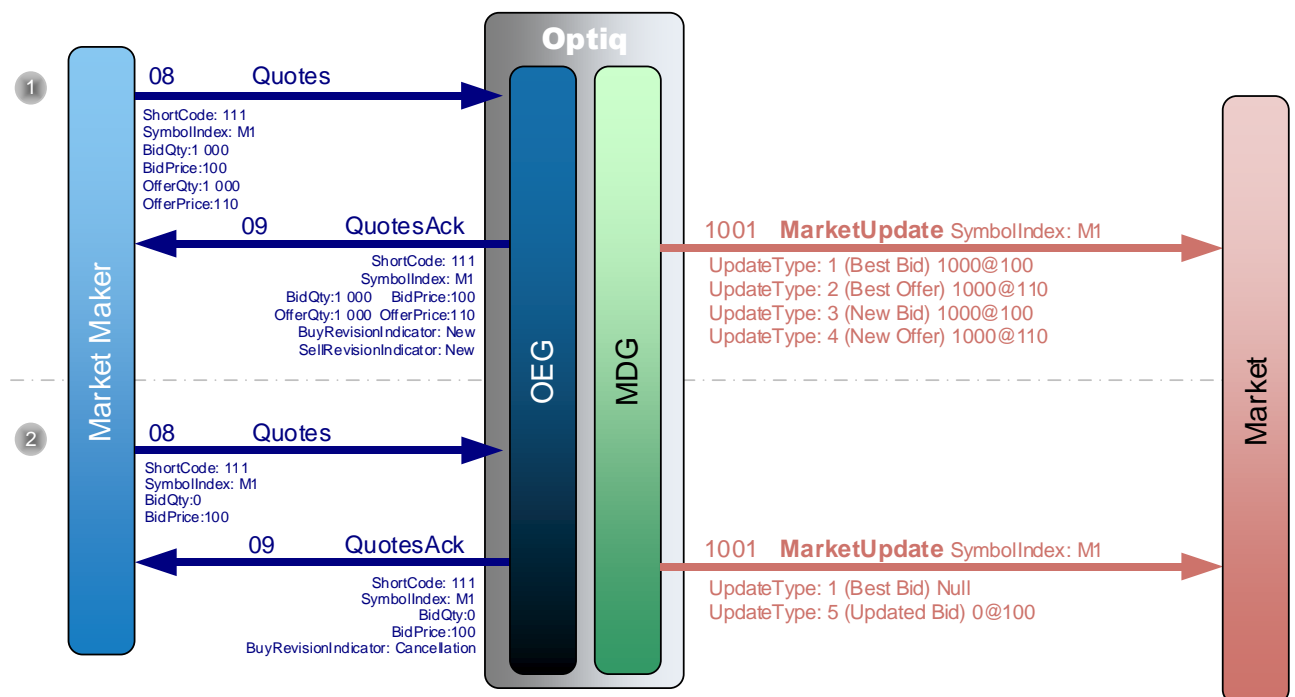 Optiq
1
08 Quotes
ShortCode: 111
SymbolIndex: M1
BidQty:1 000
BidPrice:100
OfferQty:1 000
OfferPrice:110
09 QuotesAck
ShortCode: 111
SymbolIndex: M1
BidQty:1 000 BidPrice:100
OfferQty:1 000 OfferPrice:110
BuyRevisionIndicator: New
SellRevisionIndicator: New
1001 MarketUpdate SymbolIndex: M1
UpdateType: 1 (Best Bid) 1000@100
UpdateType: 2 (Best Offer) 1000@110
UpdateType: 3 (New Bid) 1000@100
UpdateType: 4 (New Offer) 1000@110
Market Maker
OEG
MDG
Market
2
08 Quotes
ShortCode: 111
SymbolIndex: M1
BidQty:0
BidPrice:100
09 QuotesAck
ShortCode: 111
SymbolIndex: M1
BidQty:0
BidPrice:100
BuyRevisionIndicator: Cancellation
1001 MarketUpdate SymbolIndex: M1
UpdateType: 1 (Best Bid) Null
UpdateType: 5 (Updated Bid) 0@100